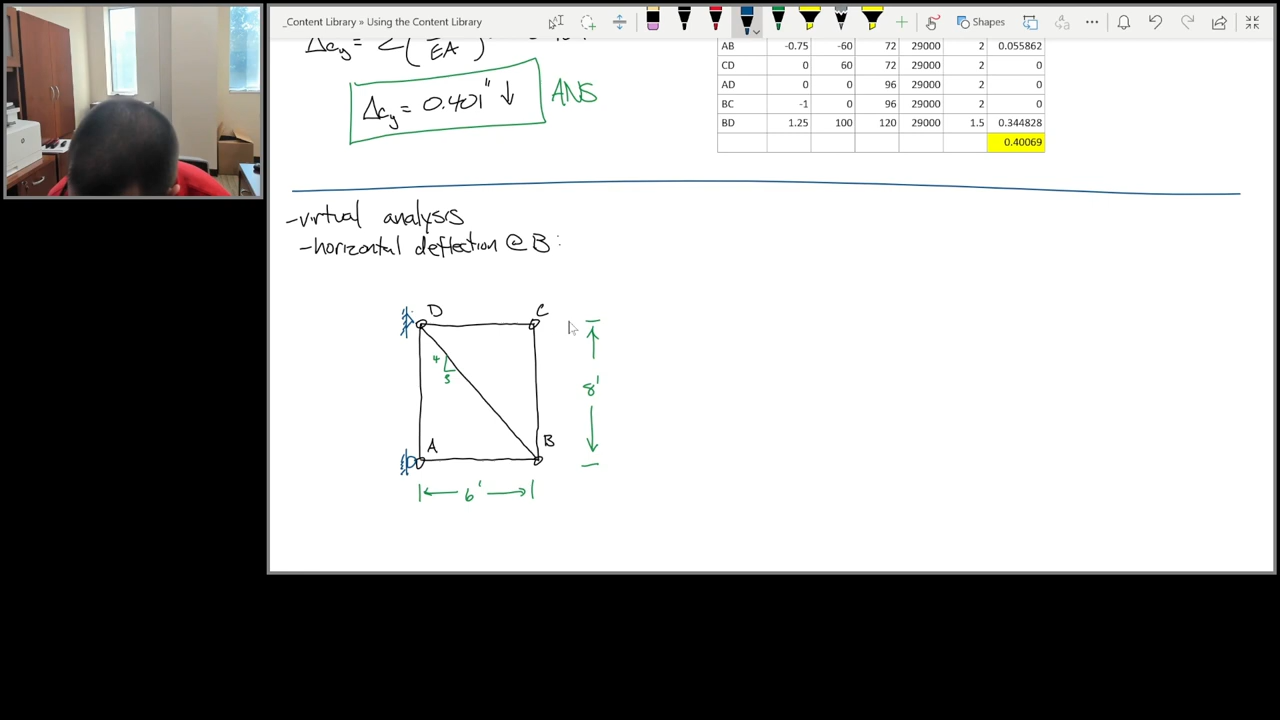 _Content Library » Using the Content Library
Shapes
EA
Δcy = 0.401" ↓ ANS
AB -0.75 -60 72 29000 2 0.055862
CD 0 60 72 29000 2 0
AD 0 0 96 29000 2 0
BC -1 0 96 29000 2 0
BD 1.25 100 120 29000 1.5 0.344828
0.40069
-virtual analysis
-horizontal deflection @ B:
D C
4
3
8'
A B
6'